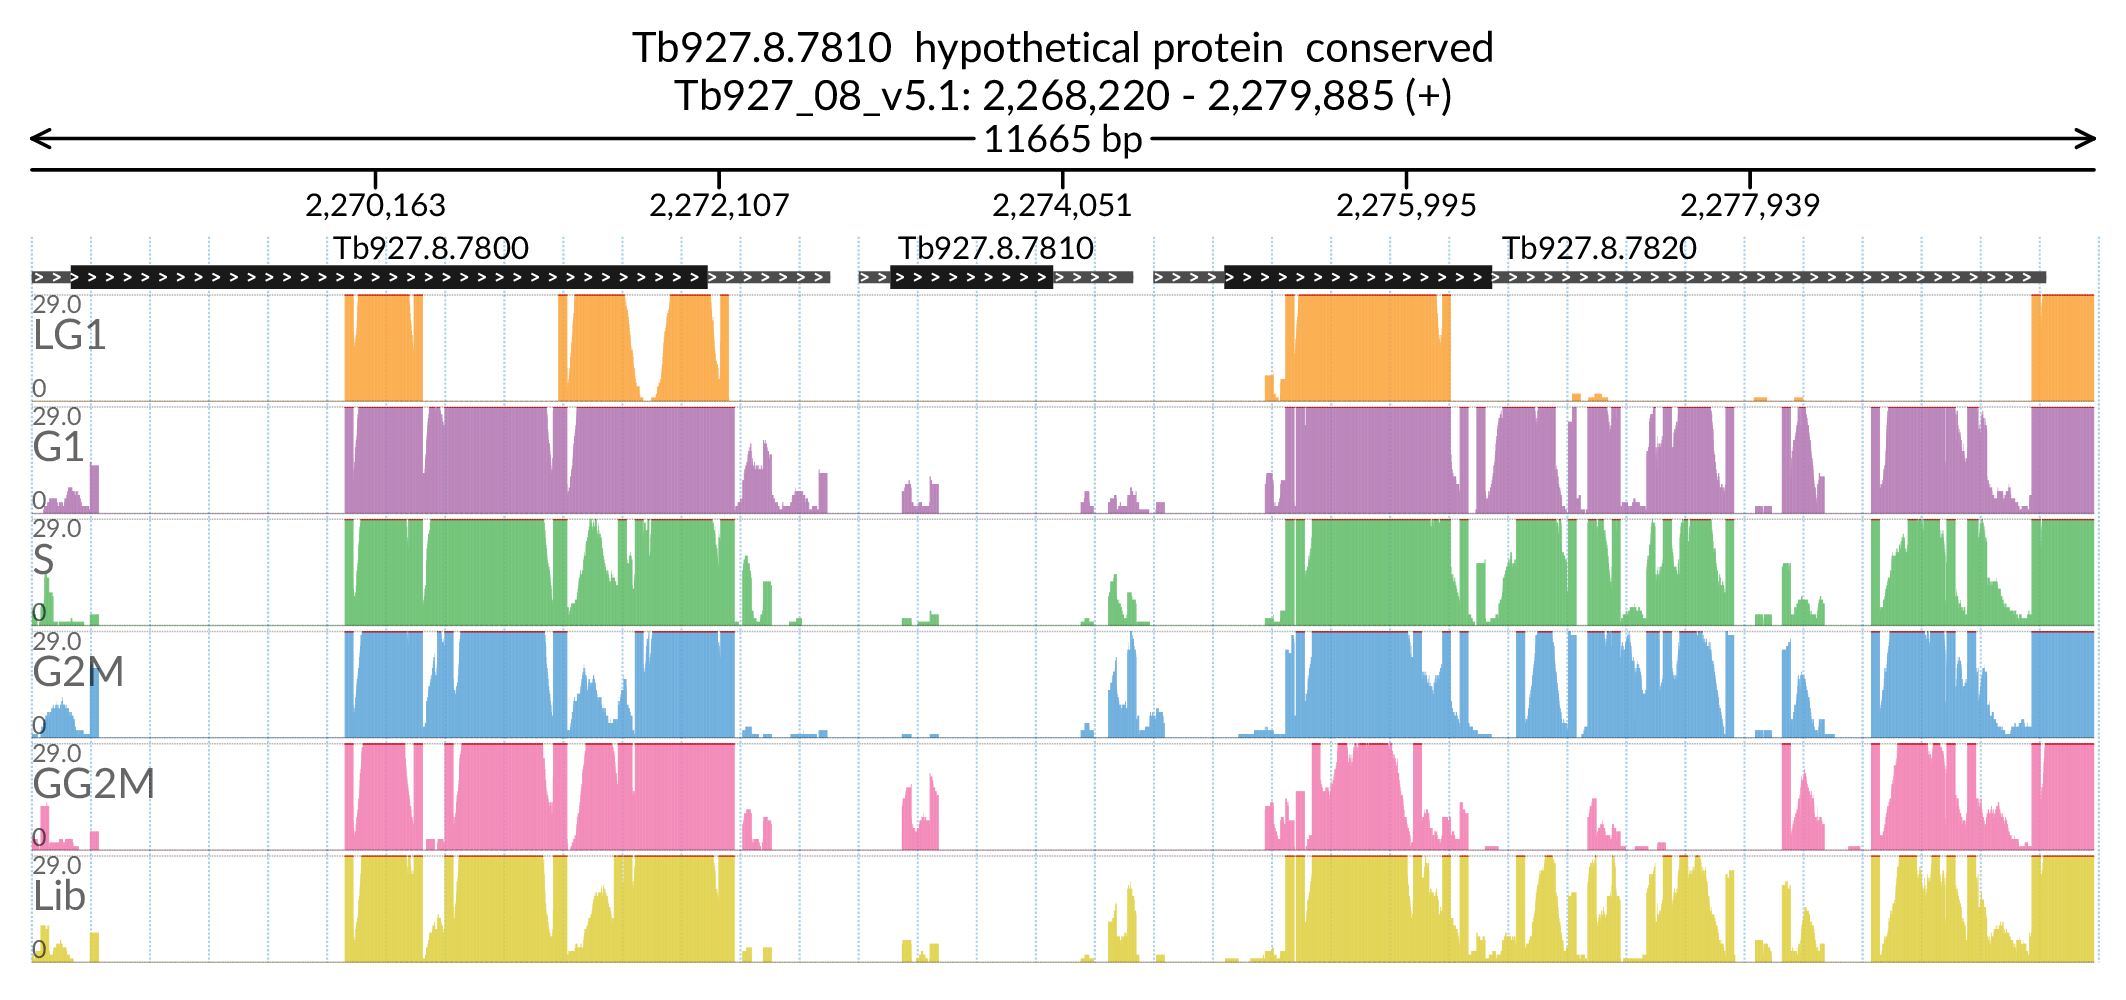 Tb927.8.7810 hypothetical protein conserved
Tb927_08_v5.1: 2,268,220 - 2,279,885 (+)
11665 bp
2,270,163 2,272,107 2,274,051 2,275,995 2,277,939
Tb927.8.7800 Tb927.8.7810 Tb927.8.7820
29.0
LG1
0
29.0
G1
0
29.0
S
0
29.0
G2M
0
29.0
GG2M
0
29.0
Lib
0